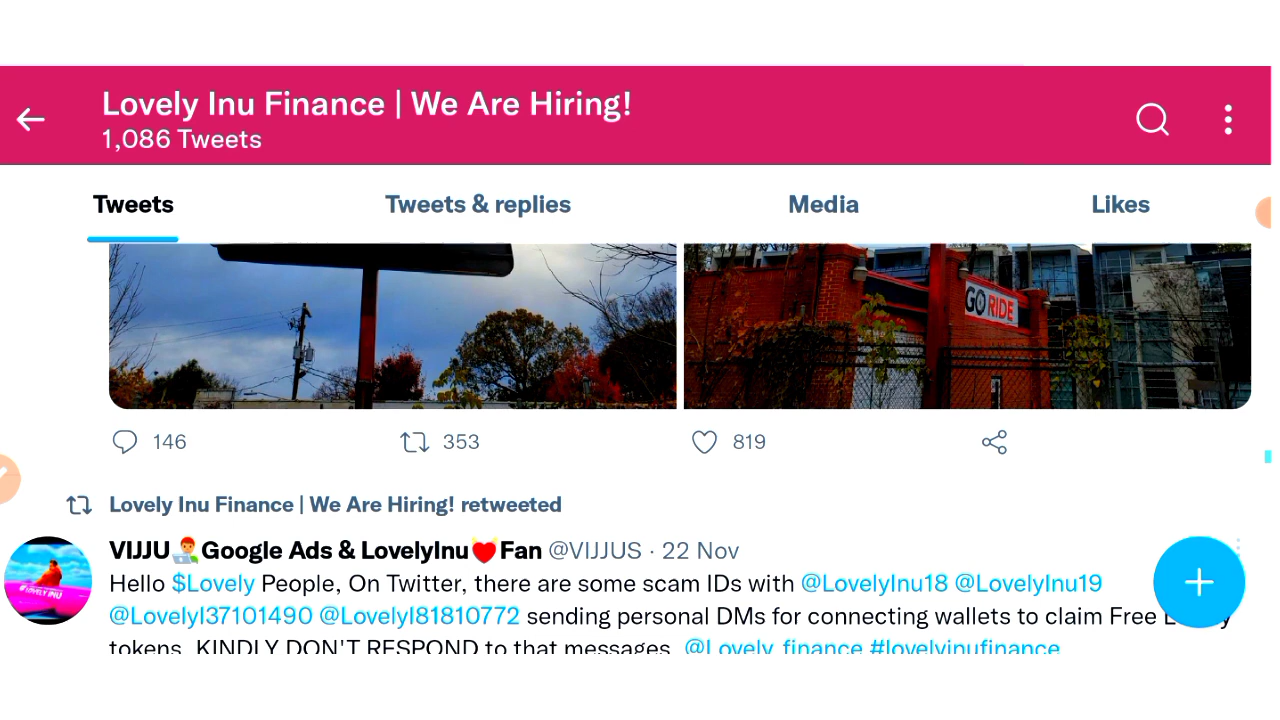 Lovely Inu Finance | We Are Hiring!
1,086 Tweets
Tweets
Tweets & replies
Media
Likes
GO RIDE
146
353
819
Lovely Inu Finance | We Are Hiring! retweeted
VIJJU👨🏻‍💻Google Ads & LovelyInu❤️Fan @VIJJUS · 22 Nov
Hello $Lovely People, On Twitter, there are some scam IDs with @LovelyInu18 @LovelyInu19
@LovelyI37101490 @LovelyI81810772 sending personal DMs for connecting wallets to claim Free
tokens. KINDLY DON'T RESPOND to that messages. @Lovely_finance #lovelyinufinance